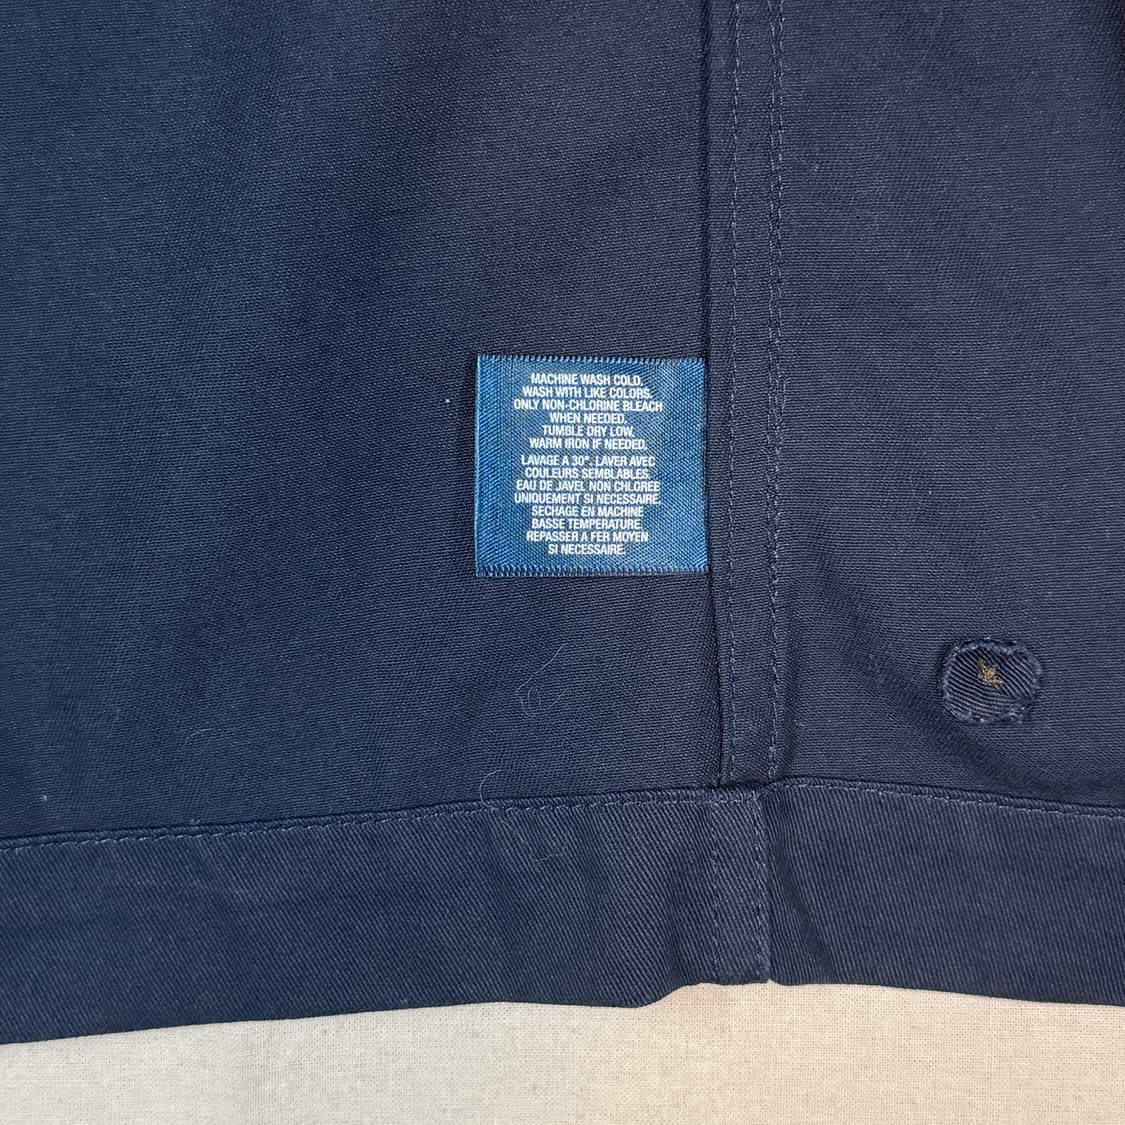 MACHINE WASH COLD.
WASH WITH LIKE COLORS.
ONLY NON-CHLORINE BLEACH
WHEN NEEDED.
TUMBLE DRY LOW.
WARM IRON IF NEEDED.
LAVAGE A 30°. LAVER AVEC
COULEURS SEMBLABLES.
EAU DE JAVEL NON CHLOREE
UNIQUEMENT SI NECESSAIRE.
SECHAGE EN MACHINE
BASSE TEMPERATURE.
REPASSER A FER MOYEN
SI NECESSAIRE.